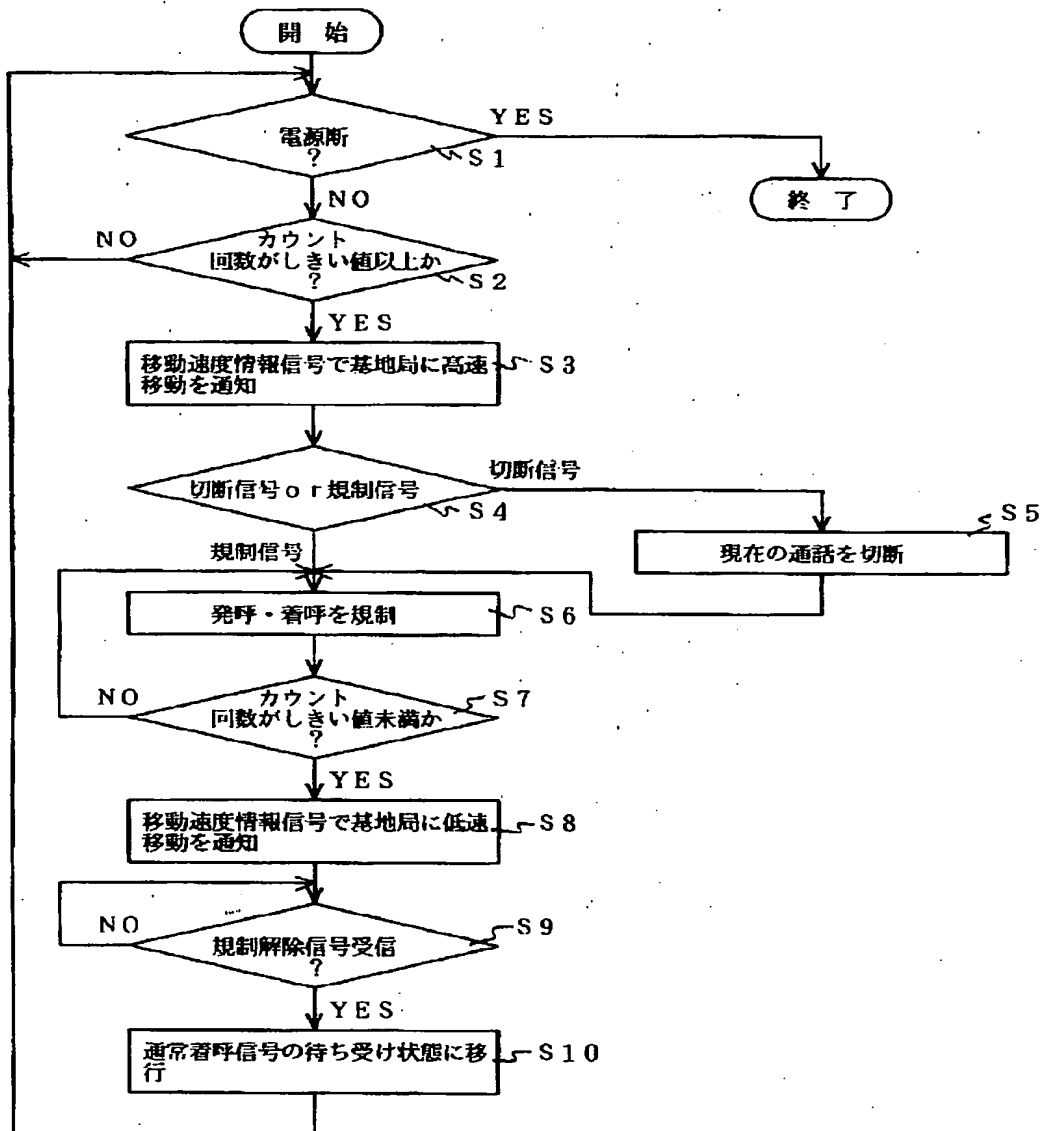 開 始
電源断
?
S1
YES
終 了
NO
カウント
回数がしきい値以上か
?
S2
NO
YES
移動速度情報信号で基地局に高速
移動を通知
S3
切断信号or規制信号
S4
切断信号
S5
現在の通話を切断
規制信号
発呼・着呼を規制
S6
カウント
回数がしきい値未満か
?
S7
NO
YES
移動速度情報信号で基地局に低速
移動を通知
S8
規制解除信号受信
?
S9
NO
YES
通常着呼信号の待ち受け状態に移
行
S10